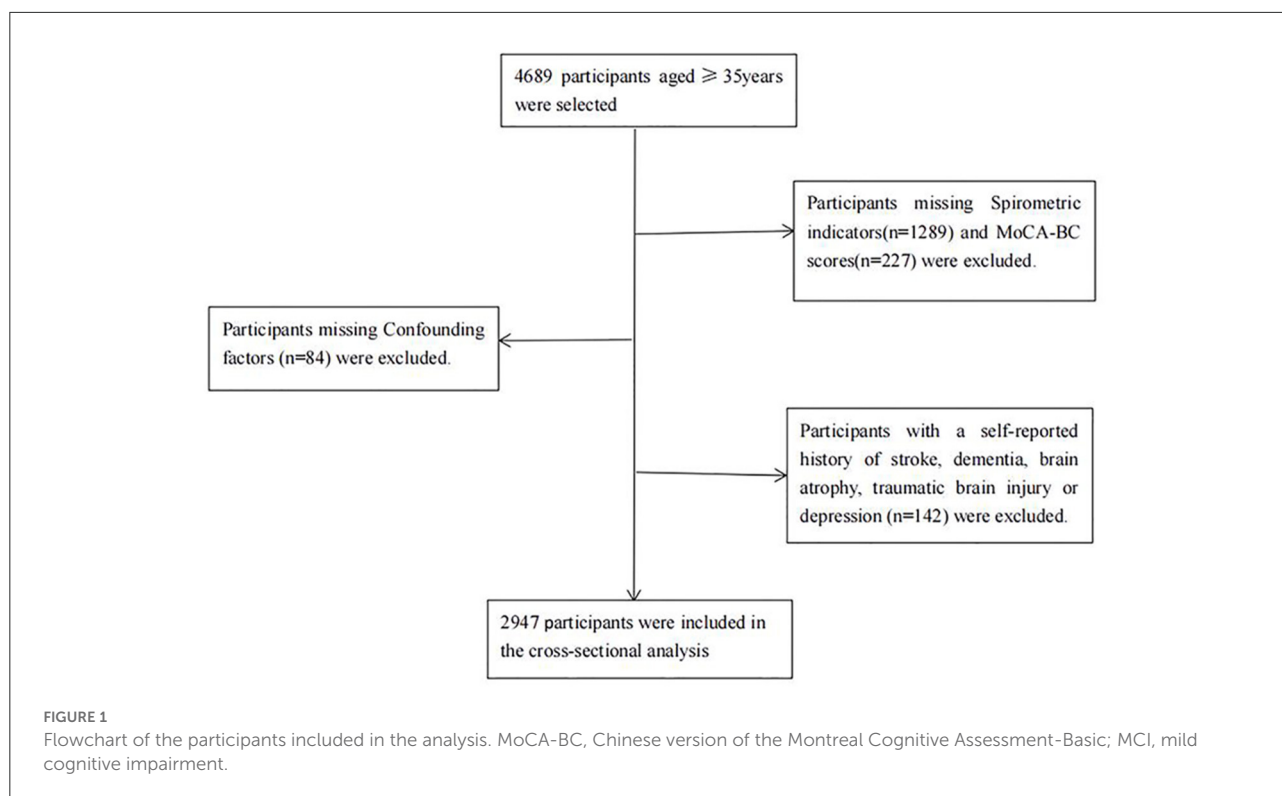 4689 participants aged ⩾ 35years
were selected
Participants missing Spirometric
indicators(n=1289) and MoCA-BC
scores(n=227) were excluded.
Participants missing Confounding
factors (n=84) were excluded.
Participants with a self-reported
history of stroke, dementia, brain
atrophy, traumatic brain injury or
depression (n=142) were excluded.
2947 participants were included in
the cross-sectional analysis
FIGURE 1
Flowchart of the participants included in the analysis. MoCA-BC, Chinese version of the Montreal Cognitive Assessment-Basic; MCI, mild
cognitive impairment.